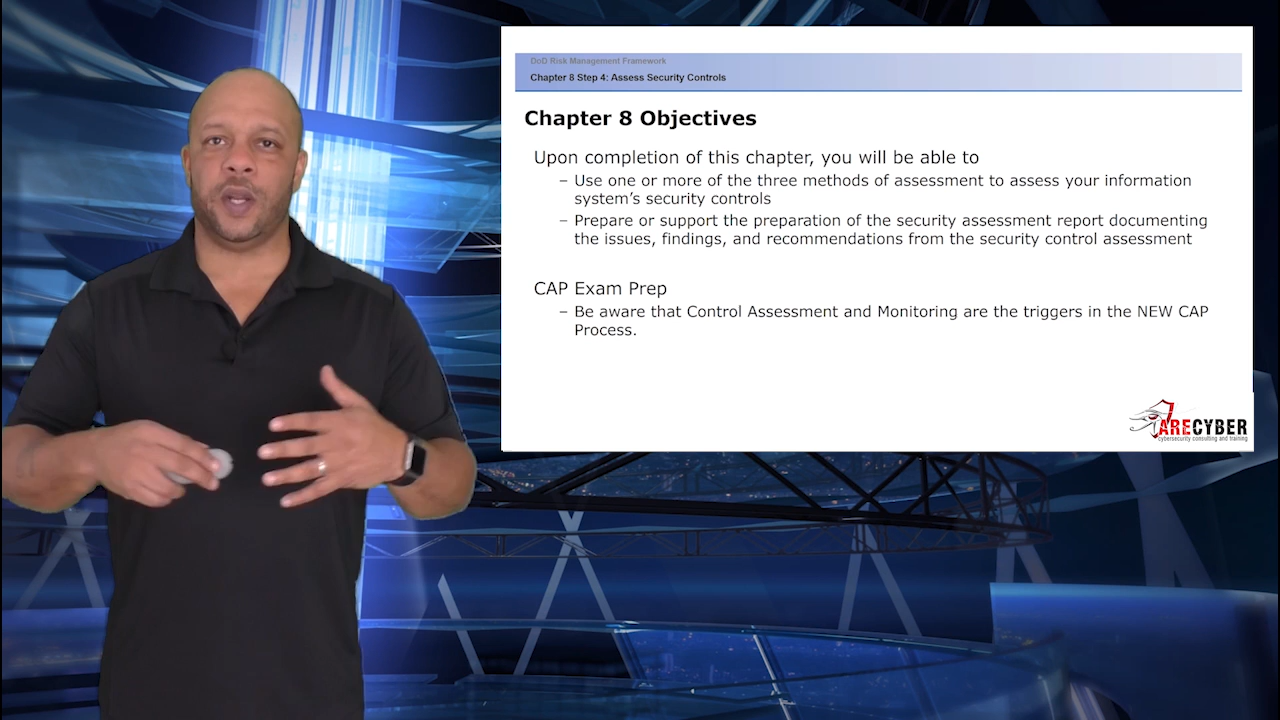 DoD Risk Management Framework
Chapter 8 Step 4: Assess Security Controls
Chapter 8 Objectives
Upon completion of this chapter, you will be able to
– Use one or more of the three methods of assessment to assess your information
system's security controls
– Prepare or support the preparation of the security assessment report documenting
the issues, findings, and recommendations from the security control assessment
CAP Exam Prep
– Be aware that Control Assessment and Monitoring are the triggers in the NEW CAP
Process.
ARECYBER
cybersecurity consulting and training